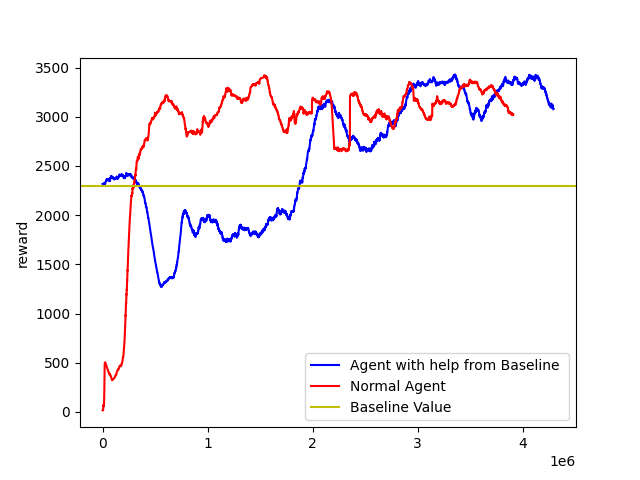 3500
3000
2500
2000
1500
1000
500
0
reward
Agent with help from Baseline
Normal Agent
Baseline Value
0 1 2 3 4
1e6